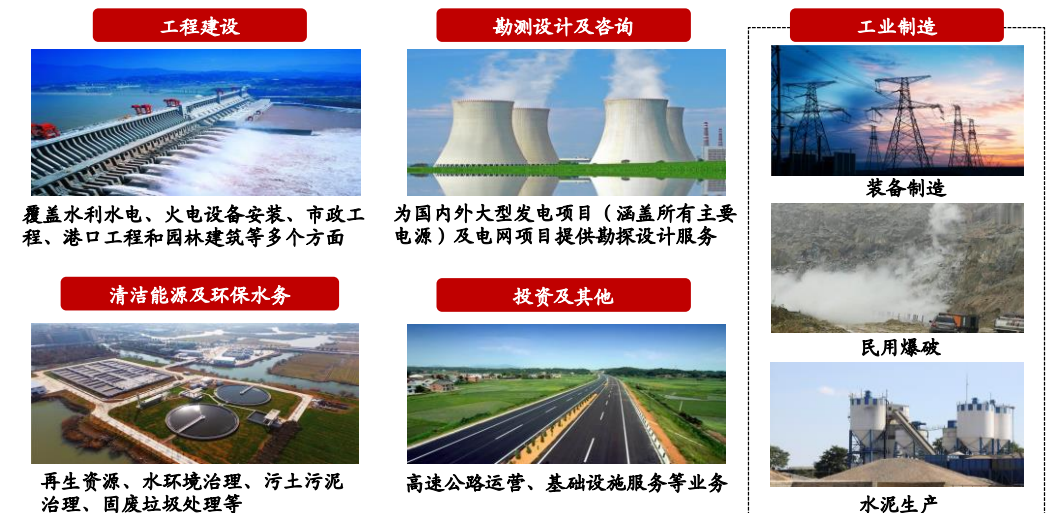 工程建设
覆盖水利水电、火电设备安装、市政工
程、港口工程和园林建筑等多个方面
勘测设计及咨询
为国内外大型发电项目（涵盖所有主要
电源）及电网项目提供勘探设计服务
工业制造
装备制造
民用爆破
水泥生产
清洁能源及环保水务
再生资源、水环境治理、污土污泥
治理、固废垃圾处理等
投资及其他
高速公路运营、基础设施服务等业务